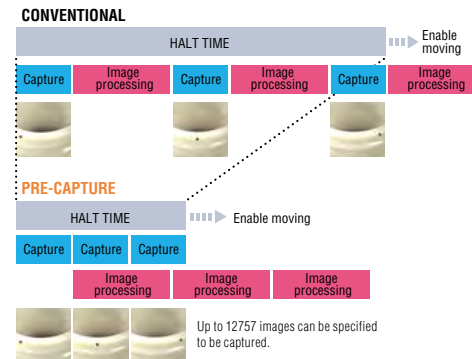 CONVENTIONAL
HALT TIME
Enable
moving
Capture
Image
processing
Capture
Image
processing
Capture
Image
processing
PRE-CAPTURE
HALT TIME
Enable moving
Capture
Capture
Capture
Image
processing
Image
processing
Image
processing
Up to 12757 images can be specified
to be captured.